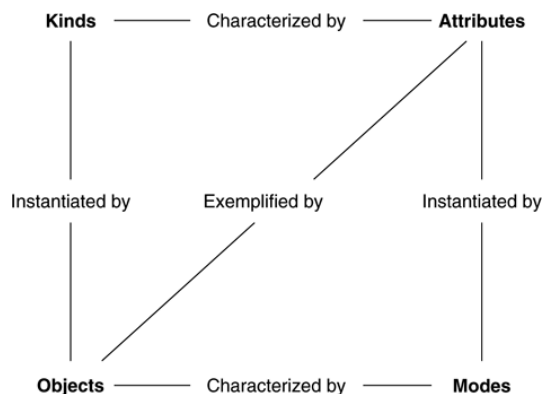 Kinds Characterized by Attributes
Instantiated by Exemplified by Instantiated by
Objects Characterized by Modes